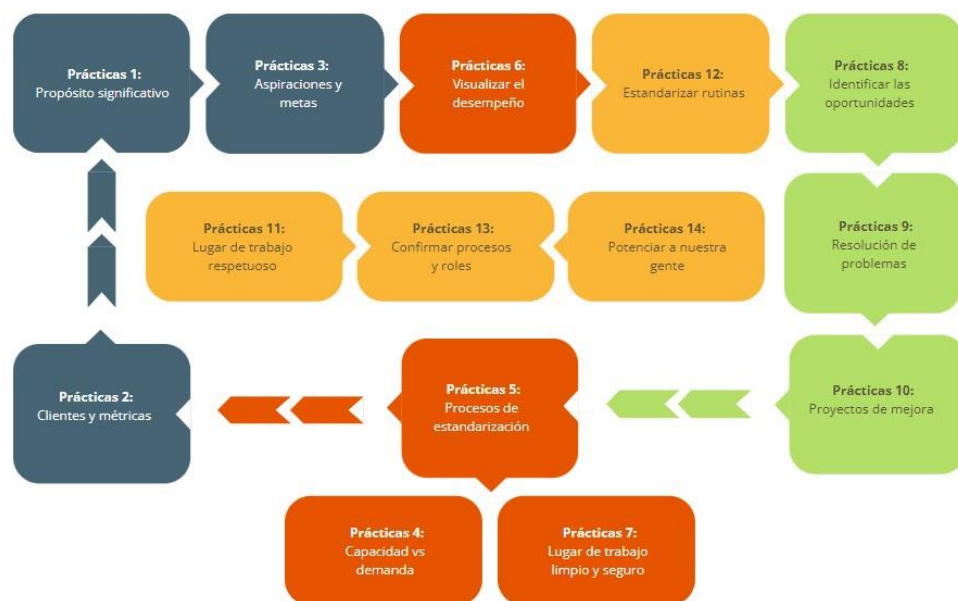 Prácticas 1:
Propósito significativo
Prácticas 3:
Aspiraciones y
metas
Prácticas 6:
Visualizar el
desempeño
Prácticas 12:
Estandarizar rutinas
Prácticas 8:
Identificar las
oportunidades
Prácticas 11:
Lugar de trabajo
respetuoso
Prácticas 13:
Confirmar procesos
y roles
Prácticas 14:
Potenciar a nuestra
gente
Prácticas 9:
Resolución de
problemas
Prácticas 2:
Clientes y métricas
Prácticas 5:
Procesos de
estandarización
Prácticas 10:
Proyectos de mejora
Prácticas 4:
Capacidad vs
demanda
Prácticas 7:
Lugar de trabajo
limpio y seguro